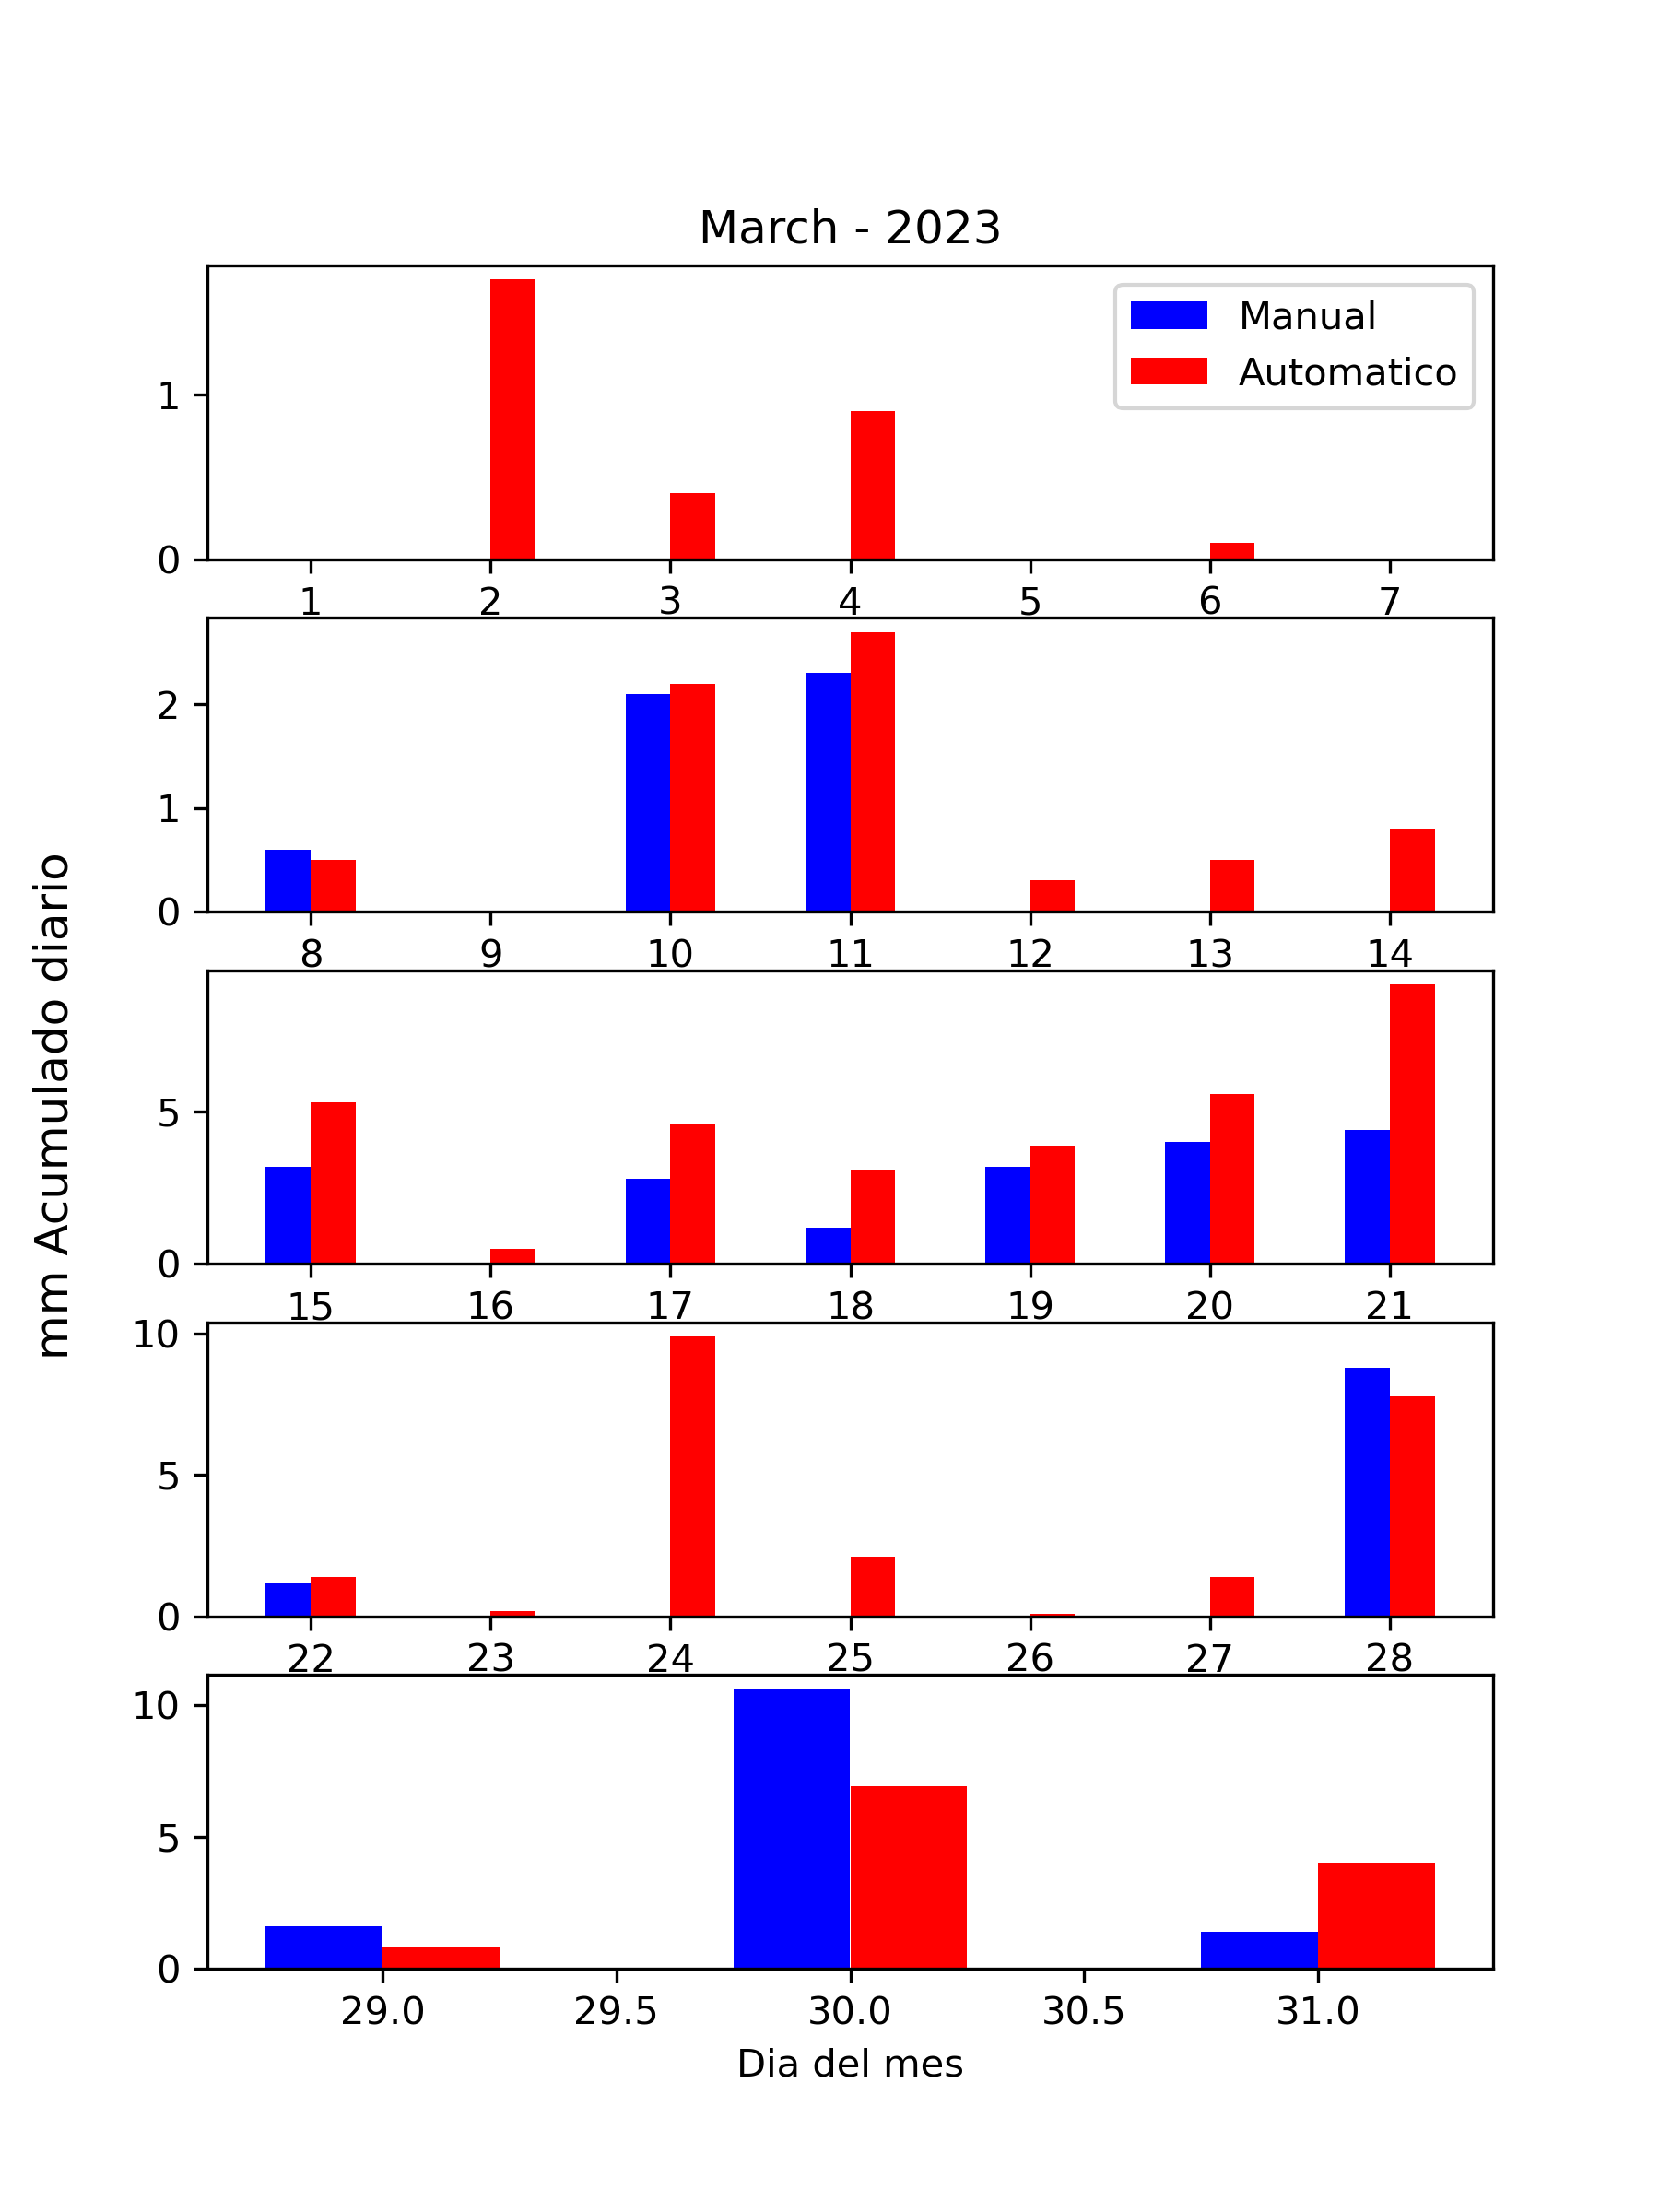 March - 2023
Manual
Automatico
1
0
1 2 3 4 5 6 7
2
1
0
8 9 10 11 12 13 14
mm Acumulado diario
5
0
15 16 17 18 19 20 21
10
5
0
22 23 24 25 26 27 28
10
5
0
29.0 29.5 30.0 30.5 31.0
Dia del mes